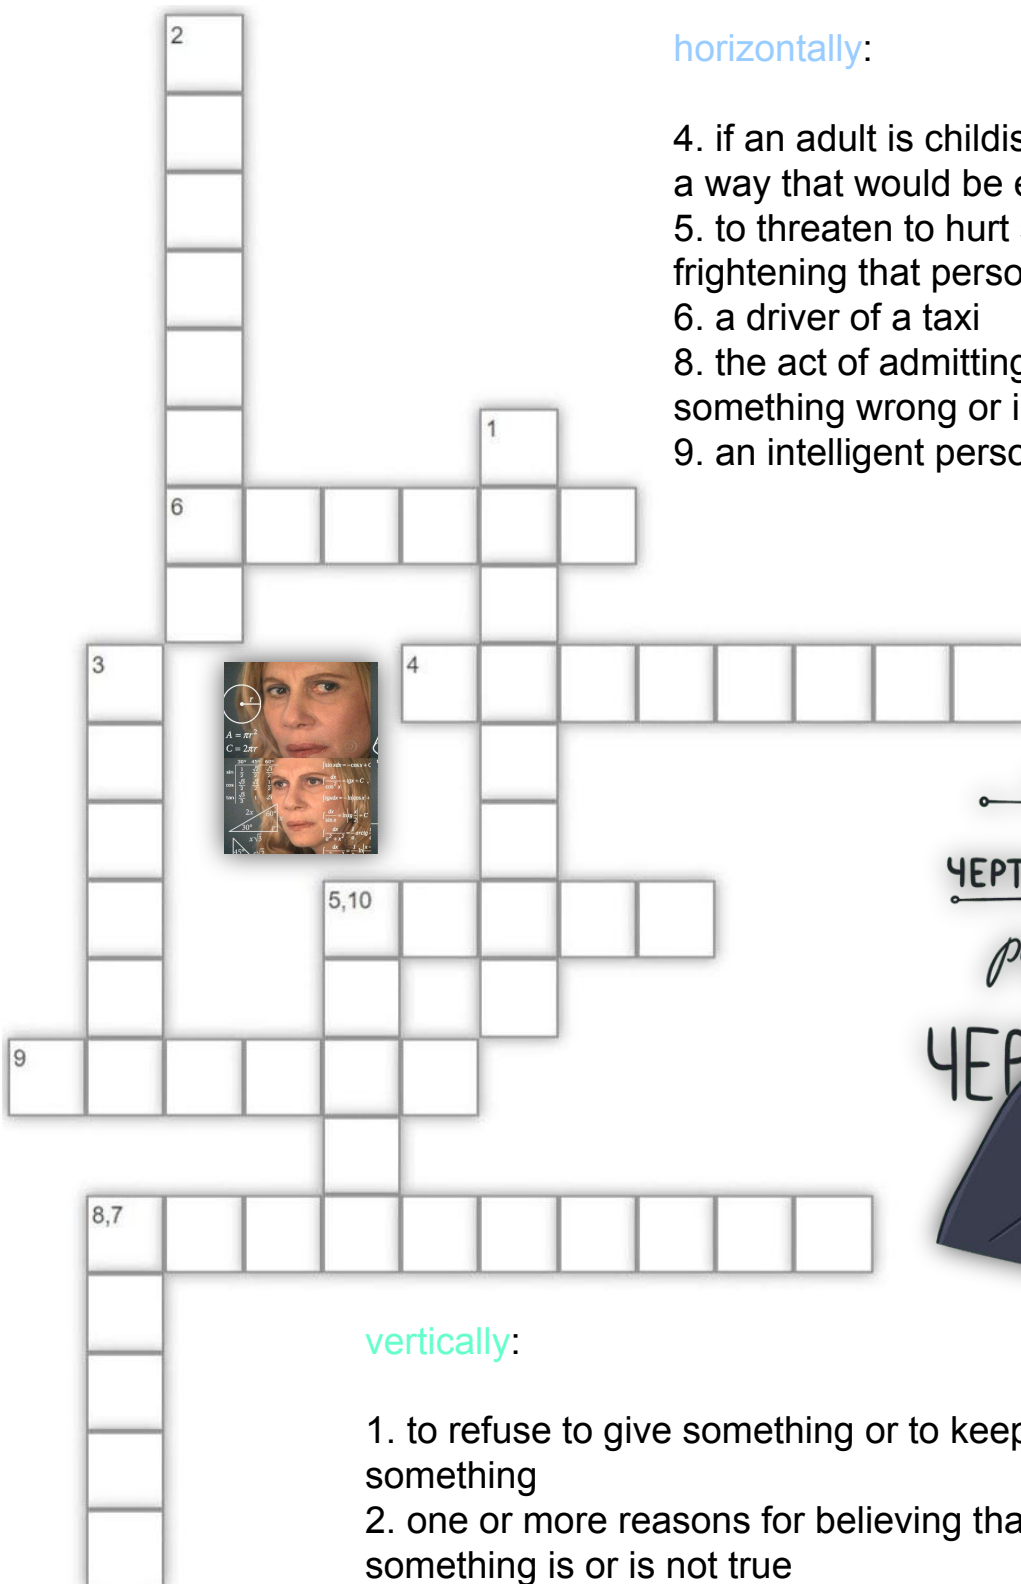 2
horizontally:
4. if an adult is childis
a way that would be e
5. to threaten to hurt
frightening that perso
6. a driver of a taxi
8. the act of admitting
something wrong or i
9. an intelligent perso
1
6
3
4
A = πr²
C = 2πr
5,10
ЧЕРТ
9
ЧЕР
8,7
vertically:
1. to refuse to give something or to keep
something
2. one or more reasons for believing tha
something is or is not true